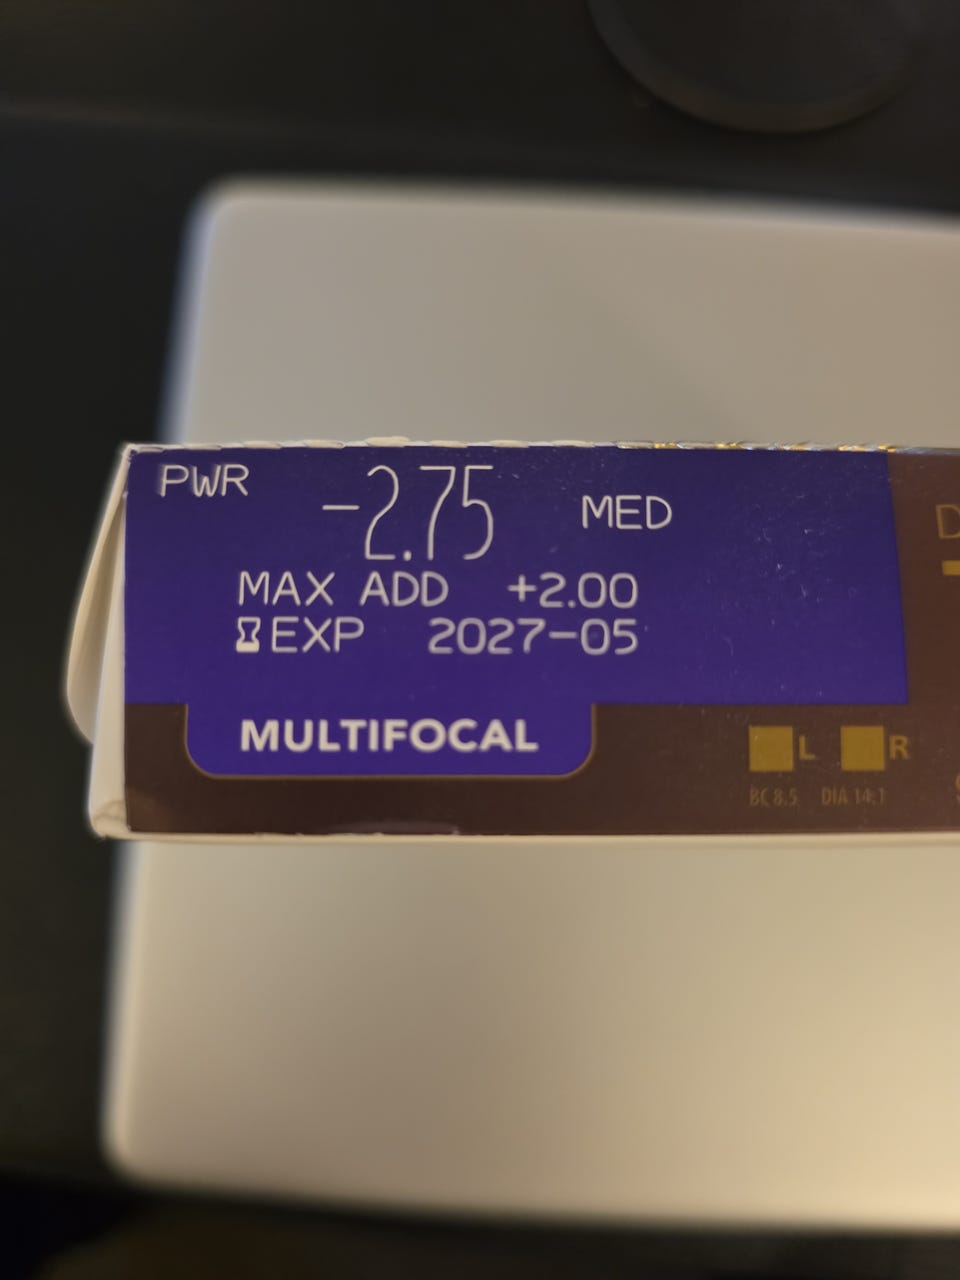 PWR -2.75 MED
MAX ADD +2.00
EXP 2027-05
MULTIFOCAL
L R
BC 8.5 DIA 14.1